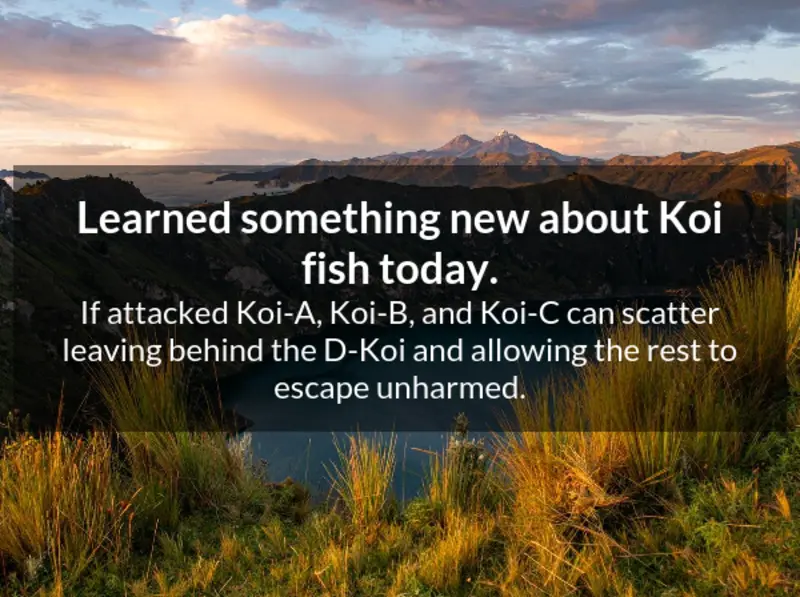 Learned something new about Koi
fish today.
If attacked Koi-A, Koi-B, and Koi-C can scatter
leaving behind the D-Koi and allowing the rest to
escape unharmed.